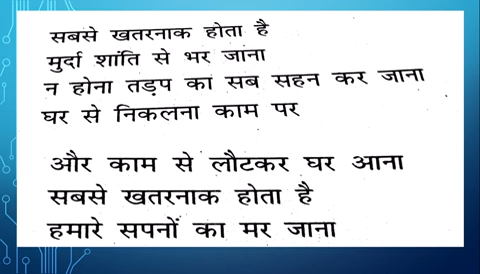 सबसे खतरनाक होता है
मुर्दा शांति से भर जाना
न होना तड़प का सब सहन कर जाना
घर से निकलना काम पर
और काम से लौटकर घर आना
सबसे खतरनाक होता है
हमारे सपनों का मर जाना